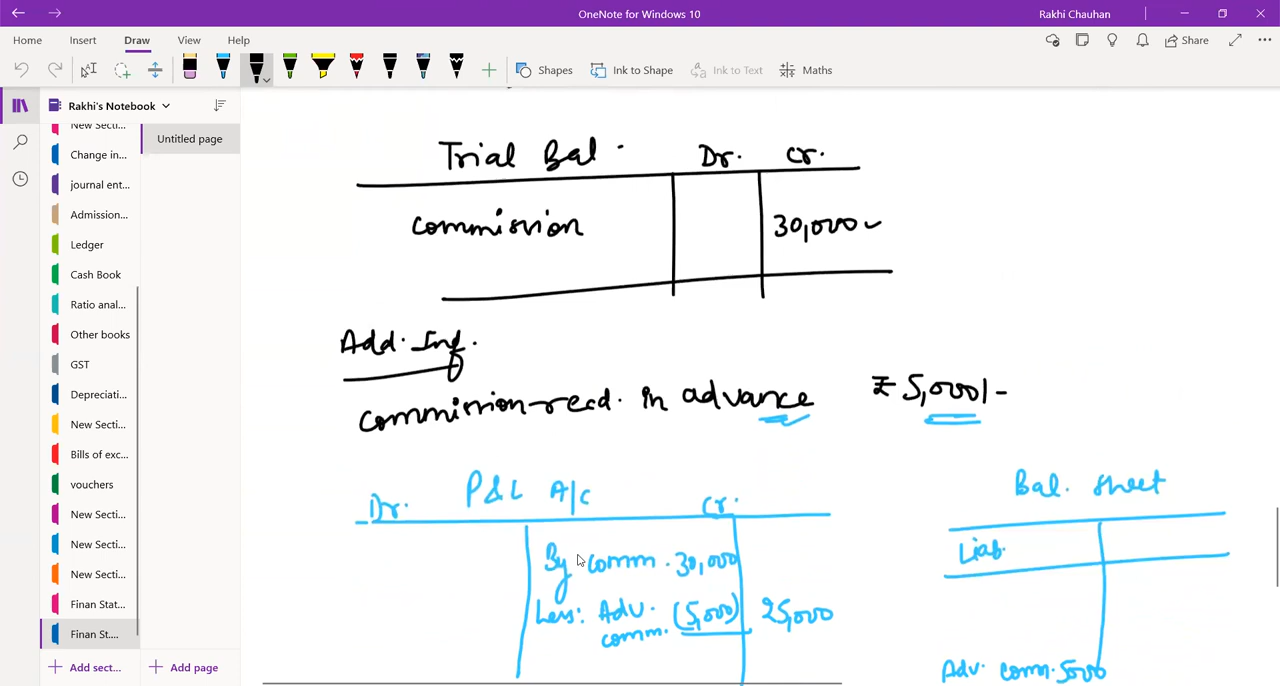 OneNote for Windows 10
Rakhi Chauhan
Home Insert Draw View Help
Share
Shapes
Ink to Shape
Ink to Text
Maths
Rakhi's Notebook
Untitled page
New Secti...
Change in...
journal ent...
Admission...
Ledger
Cash Book
Ratio anal...
Other books
GST
Depreciati...
New Secti...
Bills of exc...
vouchers
New Secti...
New Secti...
New Secti...
Finan Stat...
Finan St....
Add sect...
Add page
Trial Bal. Dr. Cr.
Commission 30,000
Add. Inf.
Commission recd. in advance ₹ 5,000/-
P&L A/c
Dr. Cr.
By comm. 30,000
Less: Adv. comm. (5,000) 25,000
Bal. Sheet
Liab.
Adv. comm. 5000